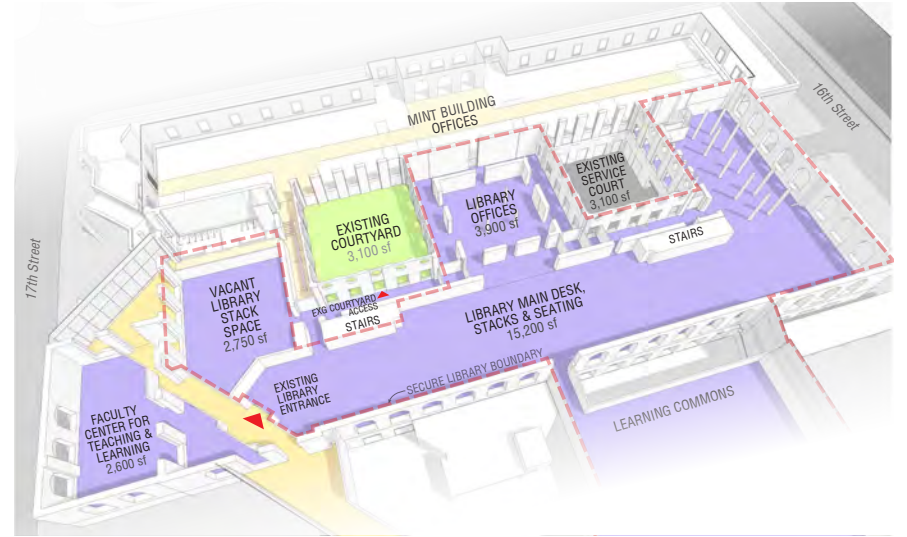 16th Street
MINT BUILDING
OFFICES
EXISTING
SERVICE
COURT
3,100 sf
LIBRARY
OFFICES
3,900 sf
EXISTING
COURTYARD
3,100 sf
STAIRS
17th Street
VACANT
LIBRARY
STACK
SPACE
2,750 sf
EXG COURTYARD
ACCESS
STAIRS
LIBRARY MAIN DESK,
STACKS & SEATING
15,200 sf
SECURE LIBRARY BOUNDARY
EXISTING
LIBRARY
ENTRANCE
LEARNING COMMONS
FACULTY
CENTER FOR
TEACHING &
LEARNING
2,600 sf